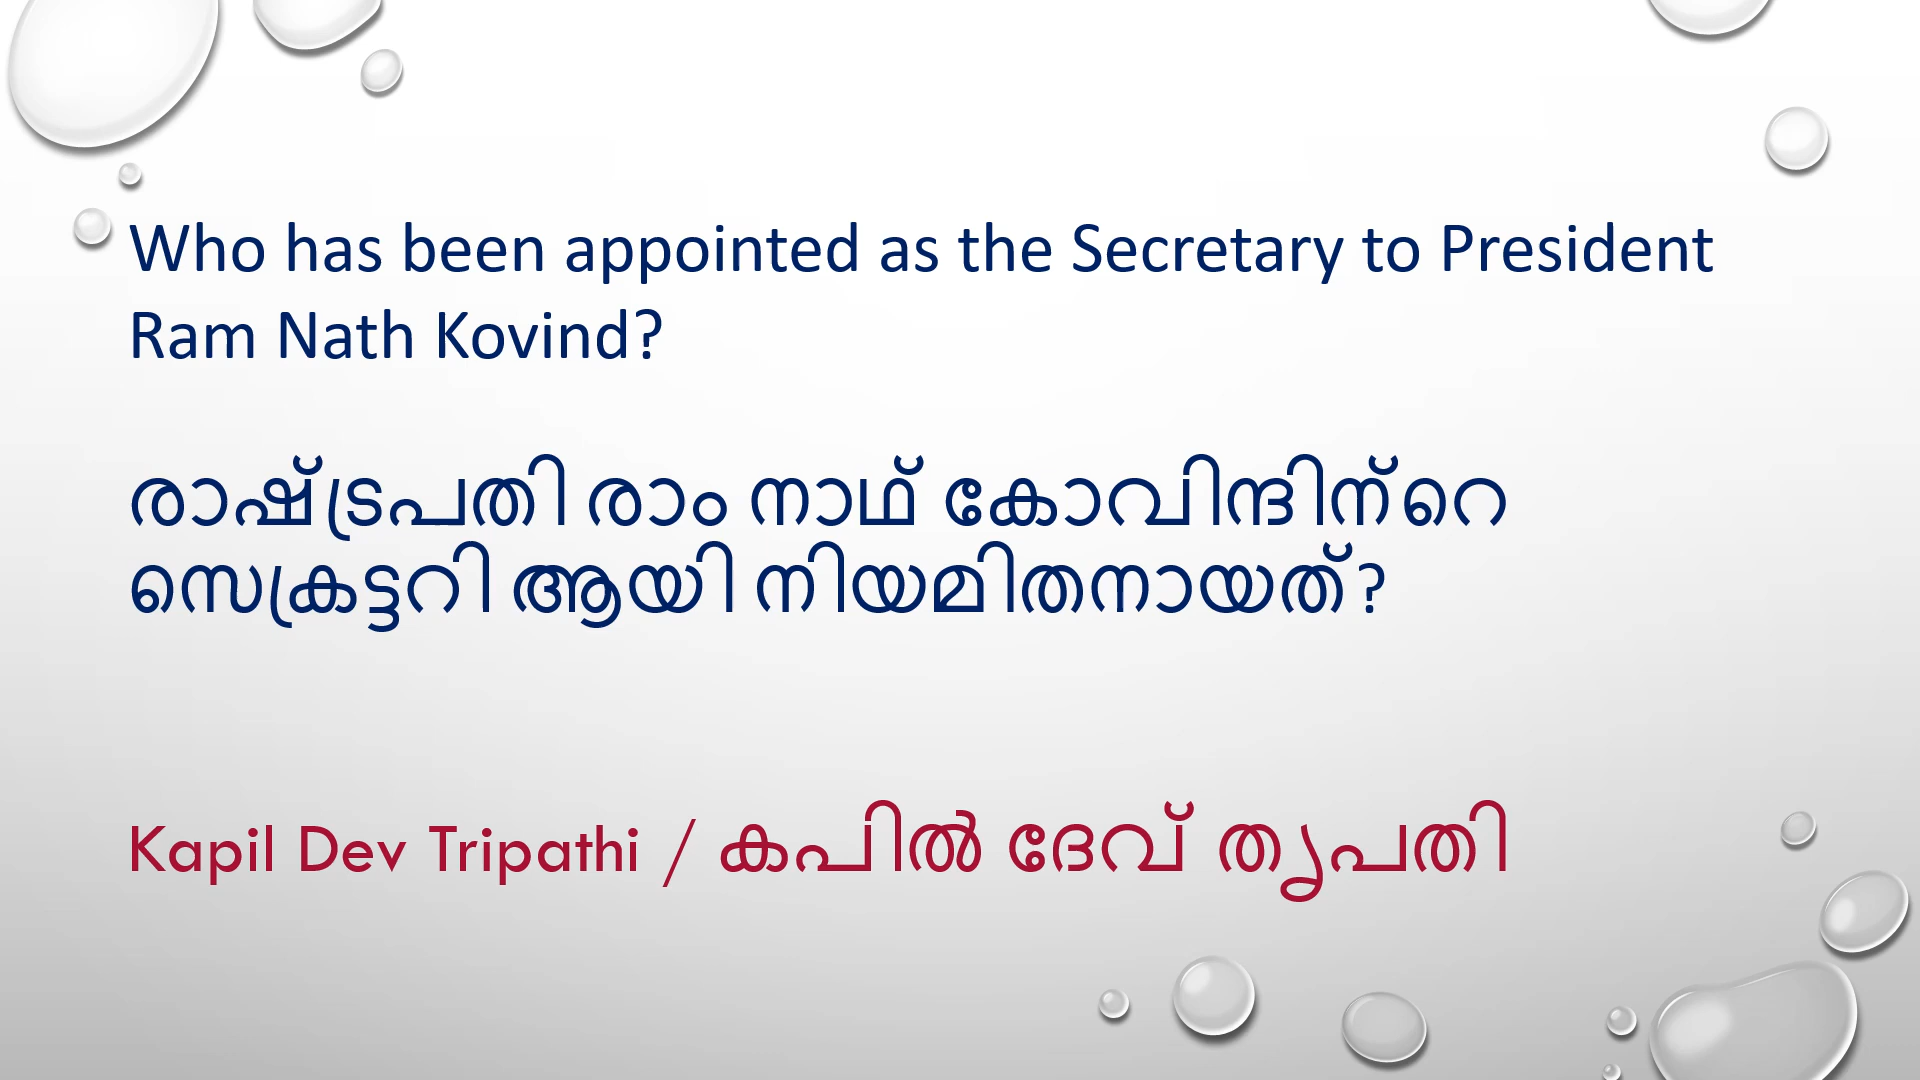 Who has been appointed as the Secretary to President
Ram Nath Kovind?
രാഷ്ട്രപതി രാം നാഥ് കോവിന്ദിന്റെ
സെക്രട്ടറി ആയി നിയമിതനായത്?
Kapil Dev Tripathi / കപിൽ ദേവ് തൃപതി